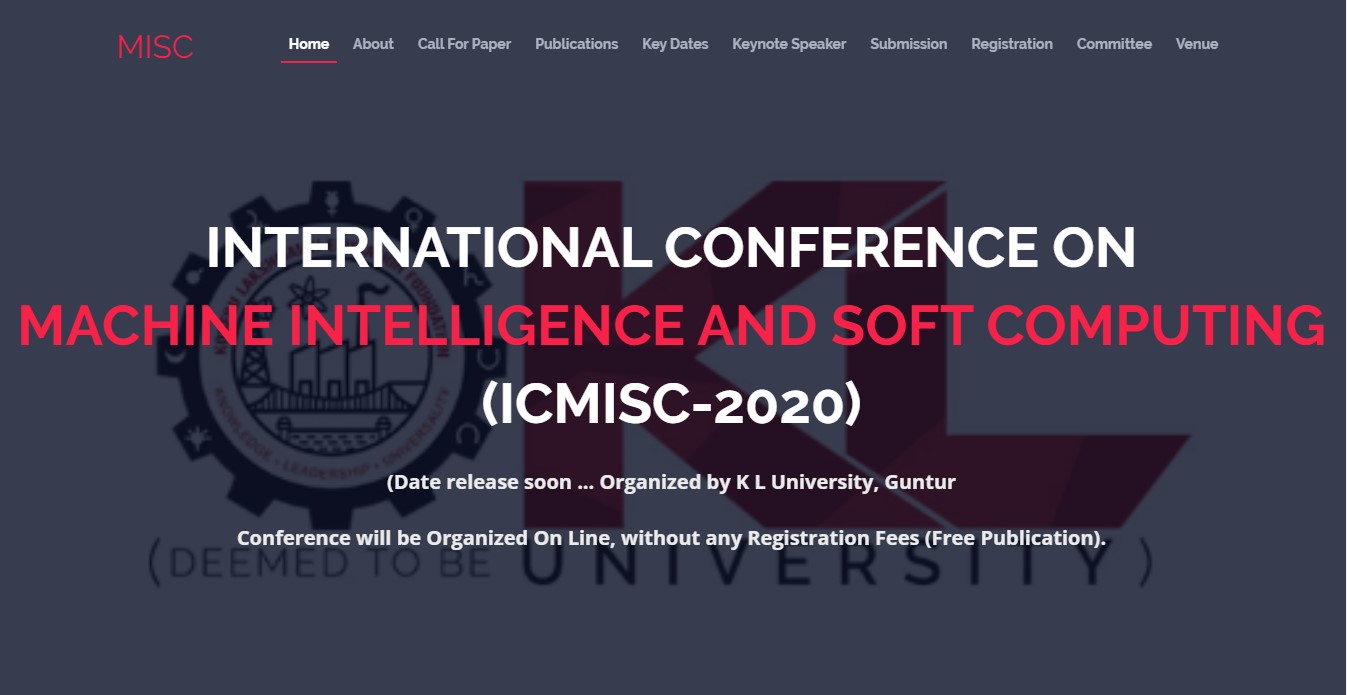 MISC
Home About Call For Paper Publications Key Dates Keynote Speaker Submission Registration Committee Venue
INTERNATIONAL CONFERENCE ON
MACHINE INTELLIGENCE AND SOFT COMPUTING
(ICMISC-2020)
(Date release soon ... Organized by K L University, Guntur
Conference will be Organized On Line, without any Registration Fees (Free Publication).
KL
KNOWLEDGE • LEADERSHIP • UNIVERSALITY
(DEEMED TO BE UNIVERSITY)